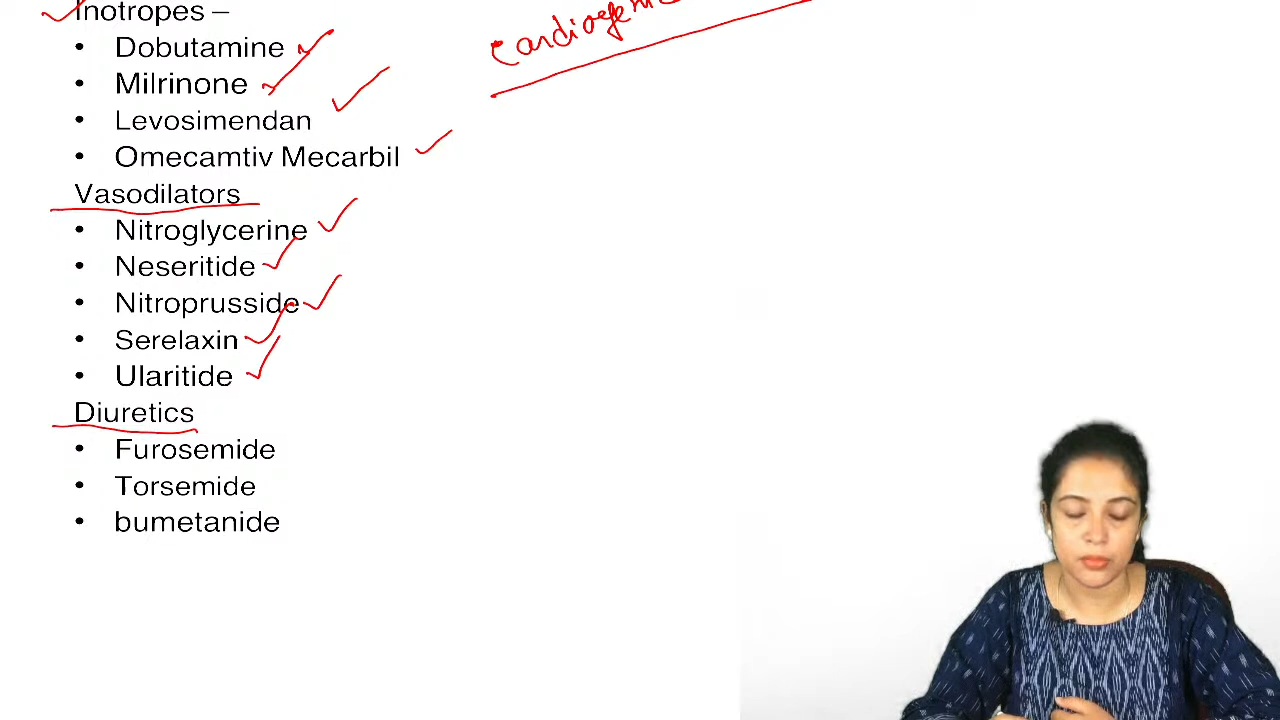 Inotropes –
• Dobutamine
• Milrinone
• Levosimendan
• Omecamtiv Mecarbil
Vasodilators
• Nitroglycerine
• Neseritide
• Nitroprusside
• Serelaxin
• Ularitide
Diuretics
• Furosemide
• Torsemide
• bumetanide